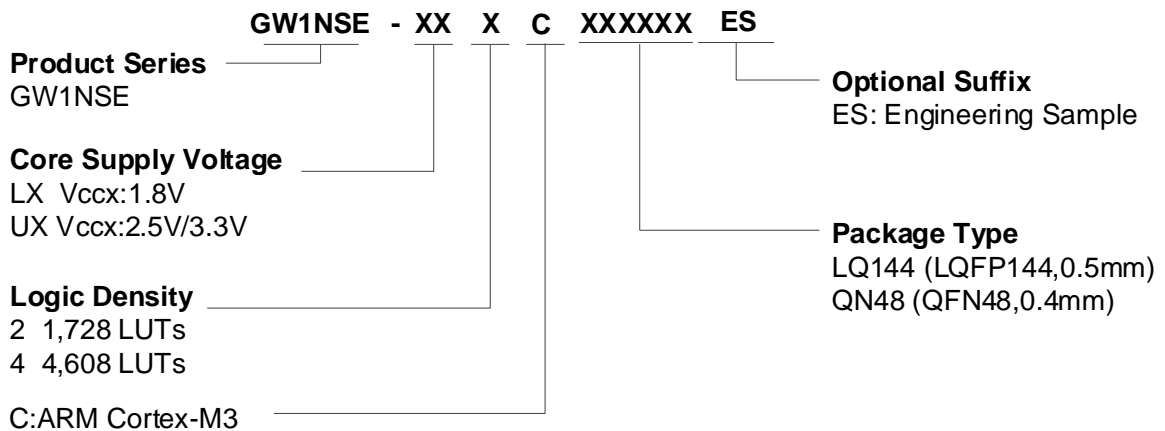 GW1NSE - XX X C XXXXXX ES
Product Series
GW1NSE
Optional Suffix
ES: Engineering Sample
Core Supply Voltage
LX Vccx:1.8V
UX Vccx:2.5V/3.3V
Package Type
LQ144 (LQFP144,0.5mm)
QN48 (QFN48,0.4mm)
Logic Density
2 1,728 LUTs
4 4,608 LUTs
C:ARM Cortex-M3